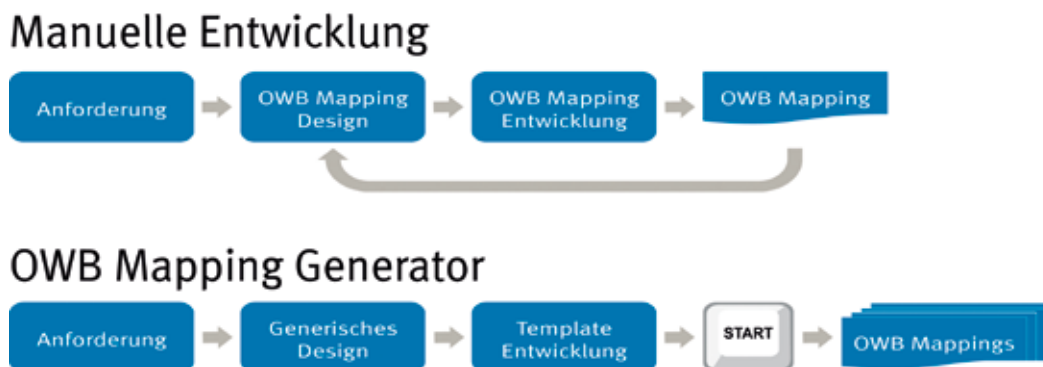 Manuelle Entwicklung
Anforderung
OWB Mapping
Design
OWB Mapping
Entwicklung
OWB Mapping
OWB Mapping Generator
Anforderung
Generisches
Design
Template
Entwicklung
START
OWB Mappings